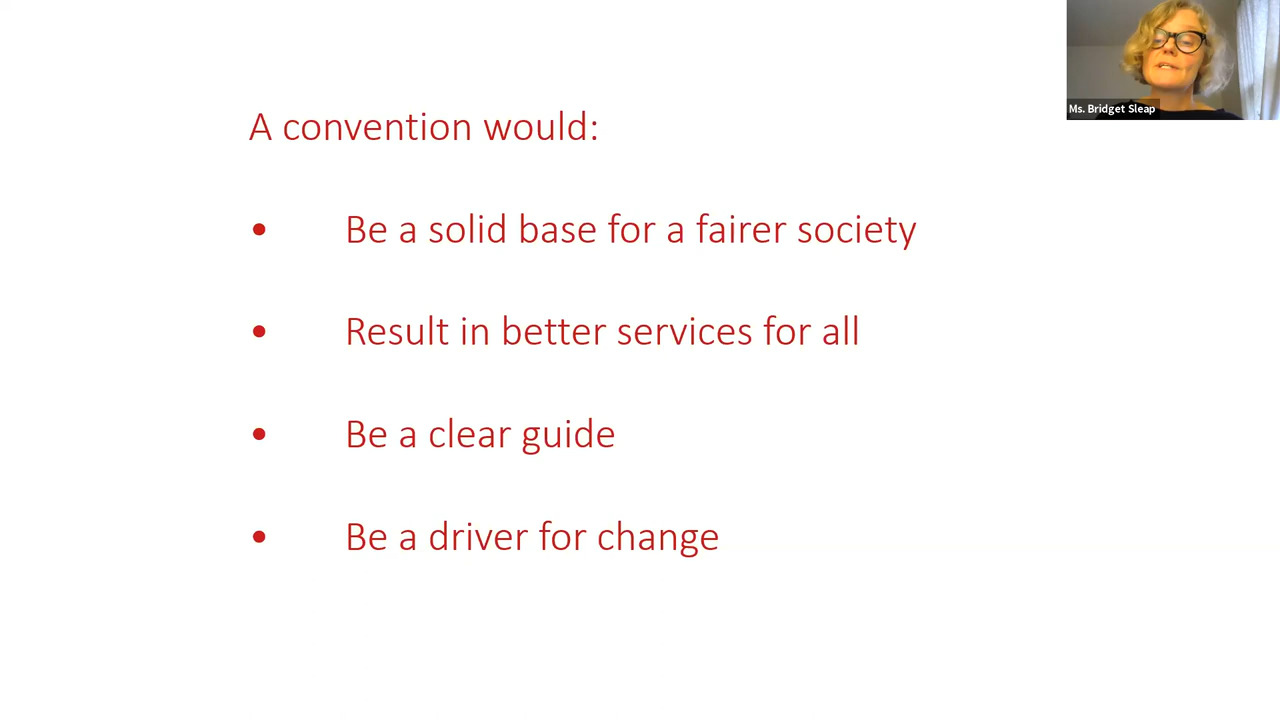 A convention would:
• Be a solid base for a fairer society
• Result in better services for all
• Be a clear guide
• Be a driver for change
Ms. Bridget Sleap